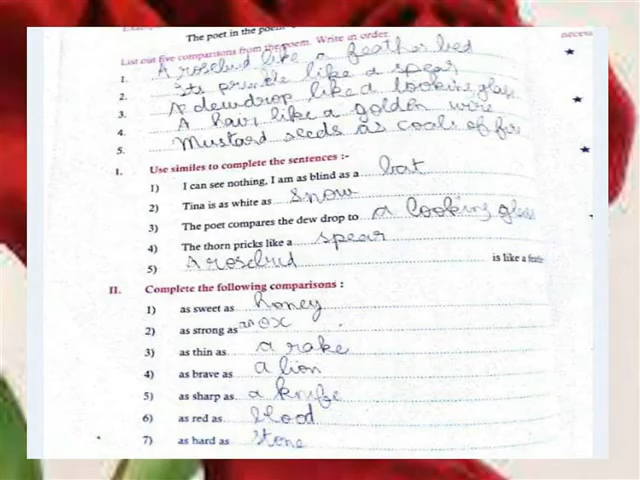 The poet in the poem
List out five comparisons from the poem. Write in order. necess
1. A rosebud like a feather bed
2. its prickle like a spear
3. A dewdrop like a looking glass
4. A hair like a golden wire
5. Mustard seeds as coals of fire
I. Use similes to complete the sentences :-
1) I can see nothing, I am as blind as a bat
2) Tina is as white as snow
3) The poet compares the dew drop to a looking glass
4) The thorn pricks like a spear
5) A rosebud is like a feathe
II. Complete the following comparisons :
1) as sweet as honey
2) as strong as an ox
3) as thin as a rake
4) as brave as a lion
5) as sharp as a knife
6) as red as blood
7) as hard as stone